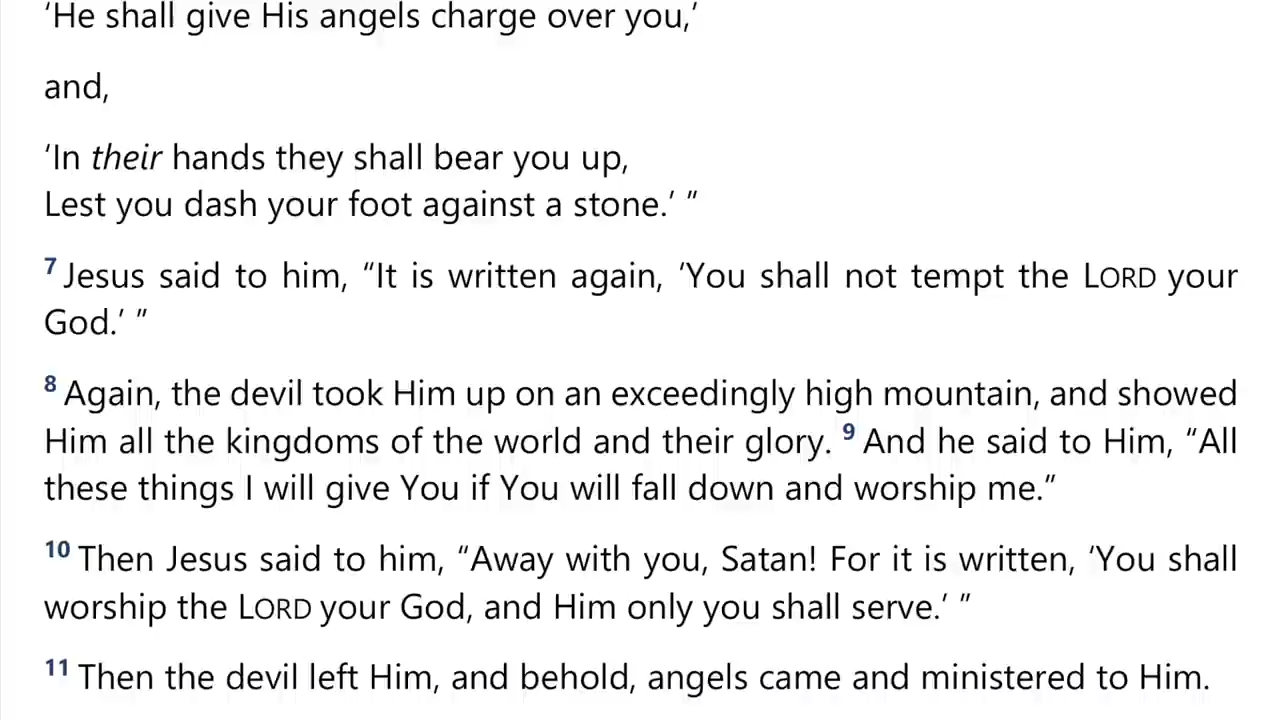 ‘He shall give His angels charge over you,’
and,
‘In their hands they shall bear you up,
Lest you dash your foot against a stone.’ ”
7 Jesus said to him, “It is written again, ‘You shall not tempt the LORD your
God.’ ”
8 Again, the devil took Him up on an exceedingly high mountain, and showed
Him all the kingdoms of the world and their glory. 9 And he said to Him, “All
these things I will give You if You will fall down and worship me.”
10 Then Jesus said to him, “Away with you, Satan! For it is written, ‘You shall
worship the LORD your God, and Him only you shall serve.’ ”
11 Then the devil left Him, and behold, angels came and ministered to Him.